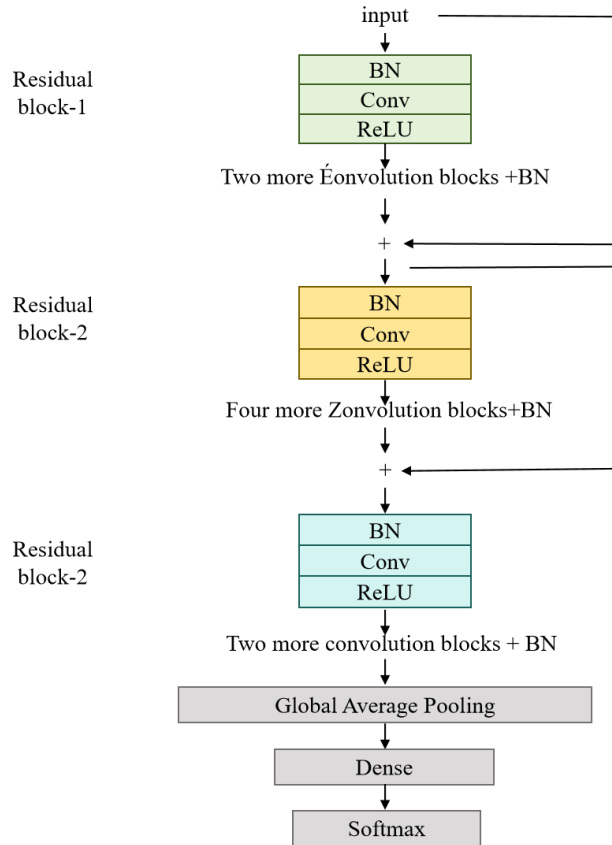 input
Residual
block-1
BN
Conv
ReLU
Two more Éonvolution blocks +BN
+
Residual
block-2
BN
Conv
ReLU
Four more Zonvolution blocks+BN
+
Residual
block-2
BN
Conv
ReLU
Two more convolution blocks + BN
Global Average Pooling
Dense
Softmax